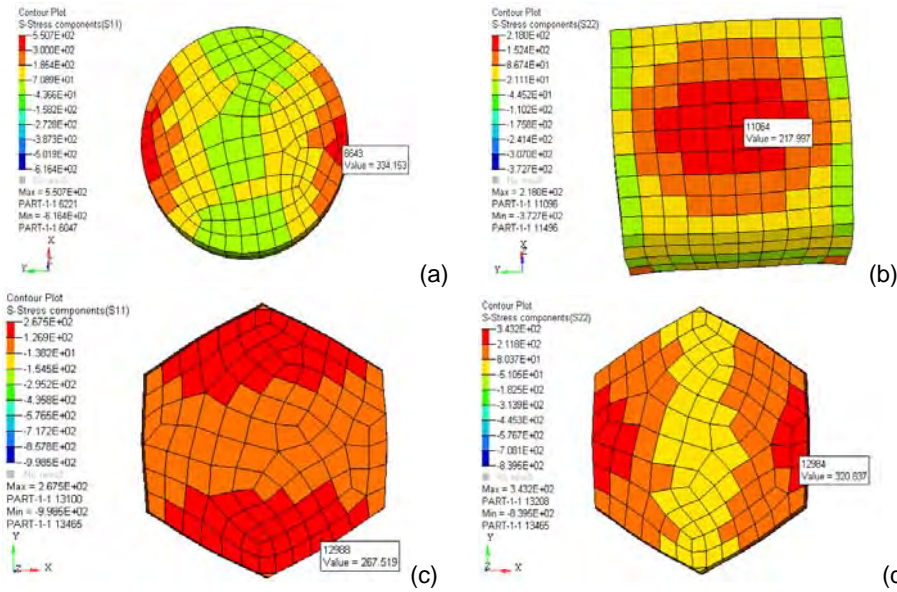 Contour Plot
S-Stress components(S11)
5.507E+02
3.000E+02
1.854E+02
7.089E+01
-4.366E+01
-1.582E+02
-2.728E+02
-3.873E+02
-5.019E+02
-6.164E+02
No result
Max = 5.507E+02
PART-1-1 6221
Min = -6.164E+02
PART-1-1 6047
6643
Value = 334.153
X
Y
(a)
Contour Plot
S-Stress components(S22)
2.180E+02
1.524E+02
8.674E+01
2.111E+01
-4.452E+01
-1.102E+02
-1.758E+02
-2.414E+02
-3.070E+02
-3.727E+02
No result
Max = 2.180E+02
PART-1-1 11096
Min = -3.727E+02
PART-1-1 11496
11064
Value = 217.997
Y
(b)
Contour Plot
S-Stress components(S11)
2.675E+02
1.269E+02
-1.382E+01
-1.545E+02
-2.952E+02
-4.358E+02
-5.765E+02
-7.172E+02
-8.578E+02
-9.985E+02
No result
Max = 2.675E+02
PART-1-1 13100
Min = -9.985E+02
PART-1-1 13465
12988
Value = 267.519
Y
Z X
(c)
Contour Plot
S-Stress components(S22)
3.432E+02
2.118E+02
8.037E+01
-5.105E+01
-1.825E+02
-3.139E+02
-4.453E+02
-5.767E+02
-7.081E+02
-8.395E+02
No result
Max = 3.432E+02
PART-1-1 13208
Min = -8.395E+02
PART-1-1 13465
12984
Value = 320.837
Y
Z X